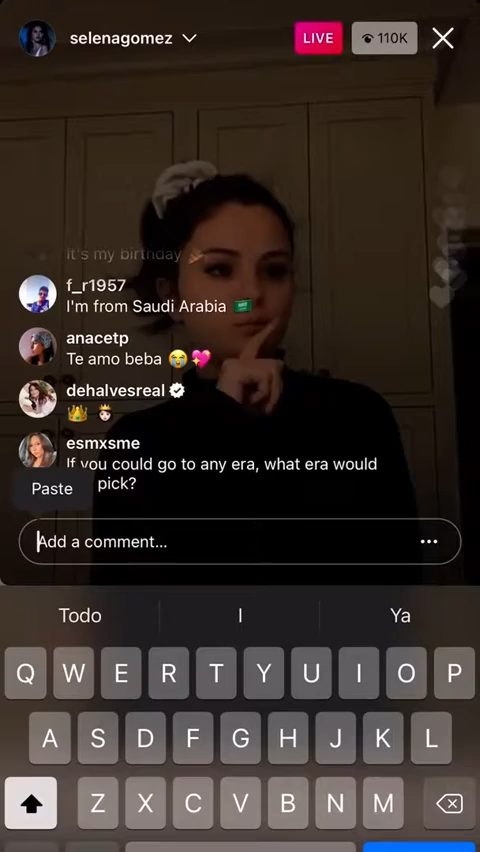 selenagomez
LIVE
110K
It's my birthday 🎉
f_r1957
I'm from Saudi Arabia 🇸🇦
anacetp
Te amo beba 😭💖
dehalvesreal
👑 👸🏻
esmxsme
If you could go to any era, what era would
pick?
Paste
Add a comment...
Todo I Ya
Q W E R T Y U I O P
A S D F G H J K L
Z X C V B N M